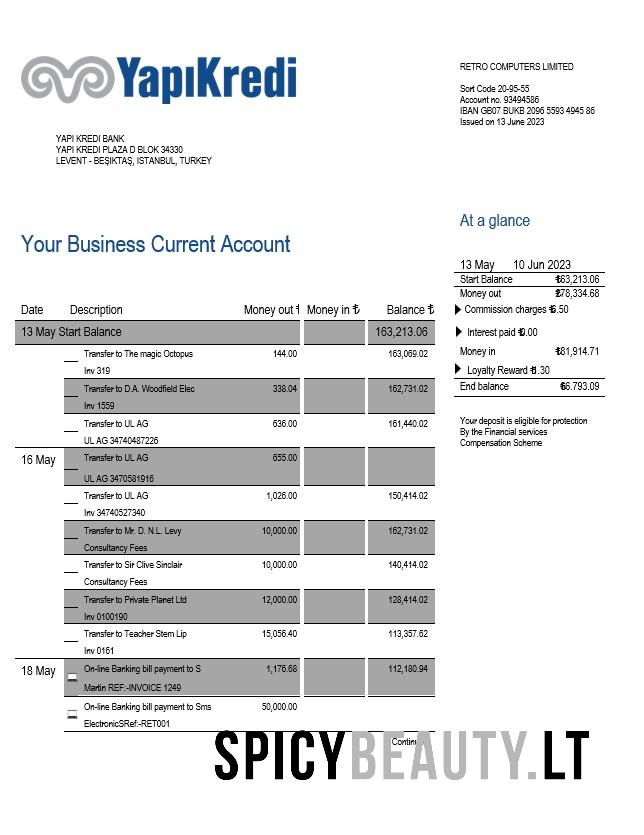 YapıKredi
RETRO COMPUTERS LIMITED
Sort Code 20-95-55
Account no. 93494586
IBAN GB07 BUKB 2096 5593 4945 86
Issued on 13 June 2023
YAPI KREDI BANK
YAPI KREDI PLAZA D BLOK 34330
LEVENT - BEŞIKTAŞ, ISTANBUL, TURKEY
At a glance
Your Business Current Account
13 May 10 Jun 2023
Start Balance ₺63,213.06
Money out ₺78,334.68
Commission charges ₺6.50
Interest paid ₺0.00
Money in ₺81,914.71
Loyalty Reward ₺1.30
End balance ₺66.793.09
Your deposit is eligible for protection
By the Financial services
Compensation Scheme
Date Description Money out Money in ₺ Balance ₺
13 May Start Balance 163,213.06
Transfer to The magic Octopus 144.00 163,069.02
Inv 319
Transfer to D.A. Woodfield Elec 338.04 162,731.02
Inv 1559
Transfer to UL AG 636.00 161,440.02
UL AG 34740487226
16 May Transfer to UL AG 655.00
UL AG 3470581916
Transfer to UL AG 1,026.00 150,414.02
Inv 34740527340
Transfer to Mr. D. N.L. Levy 10,000.00 162,731.02
Consultancy Fees
Transfer to Sir Clive Sinclair 10,000.00 140,414.02
Consultancy Fees
Transfer to Private Planet Ltd 12,000.00 128,414.02
Inv 0100190
Transfer to Teacher Stem Lip 15,056.40 113,357.62
Inv 0161
18 May On-line Banking bill payment to S 1,176.68 112,180.94
Martin REF:-INVOICE 1249
On-line Banking bill payment to Sms 50,000.00
ElectronicSRef:-RET001
SPICYBEAUTY.LT